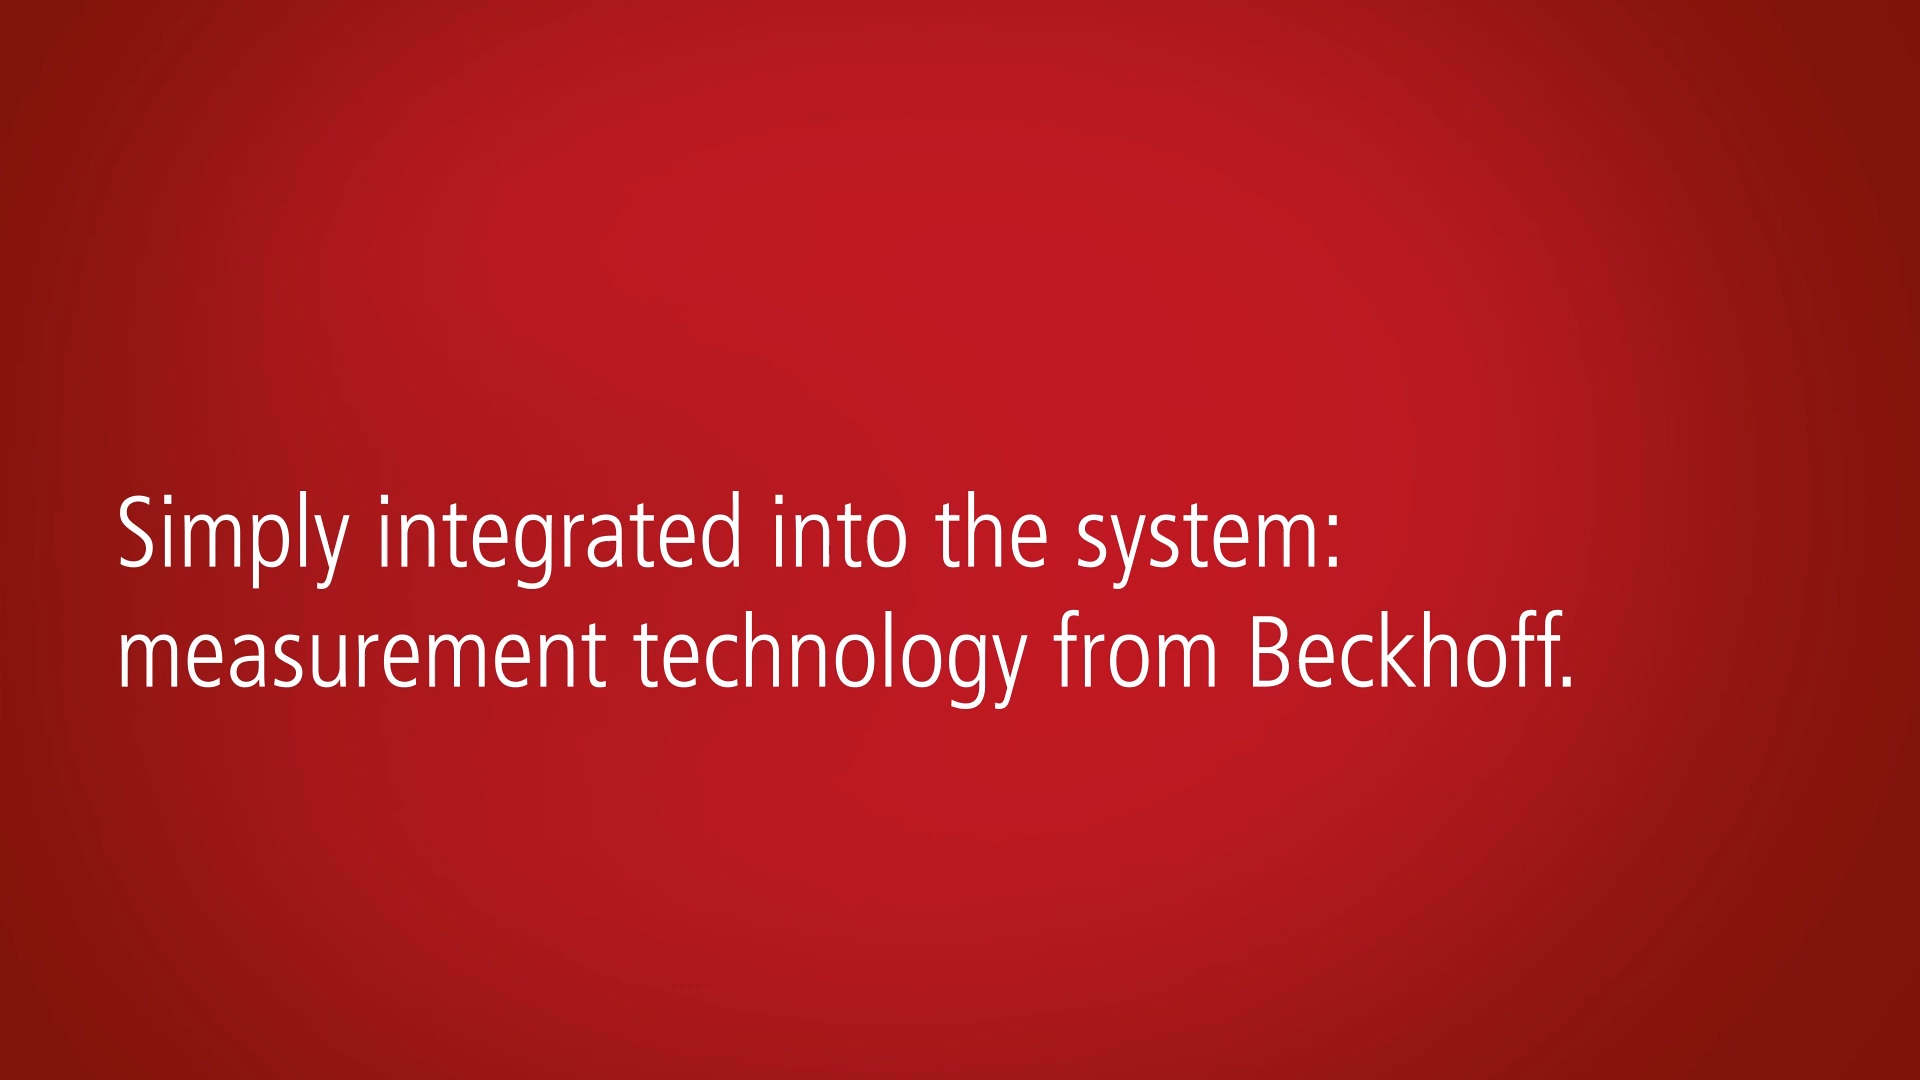 Simply integrated into the system:
measurement technology from Beckhoff.